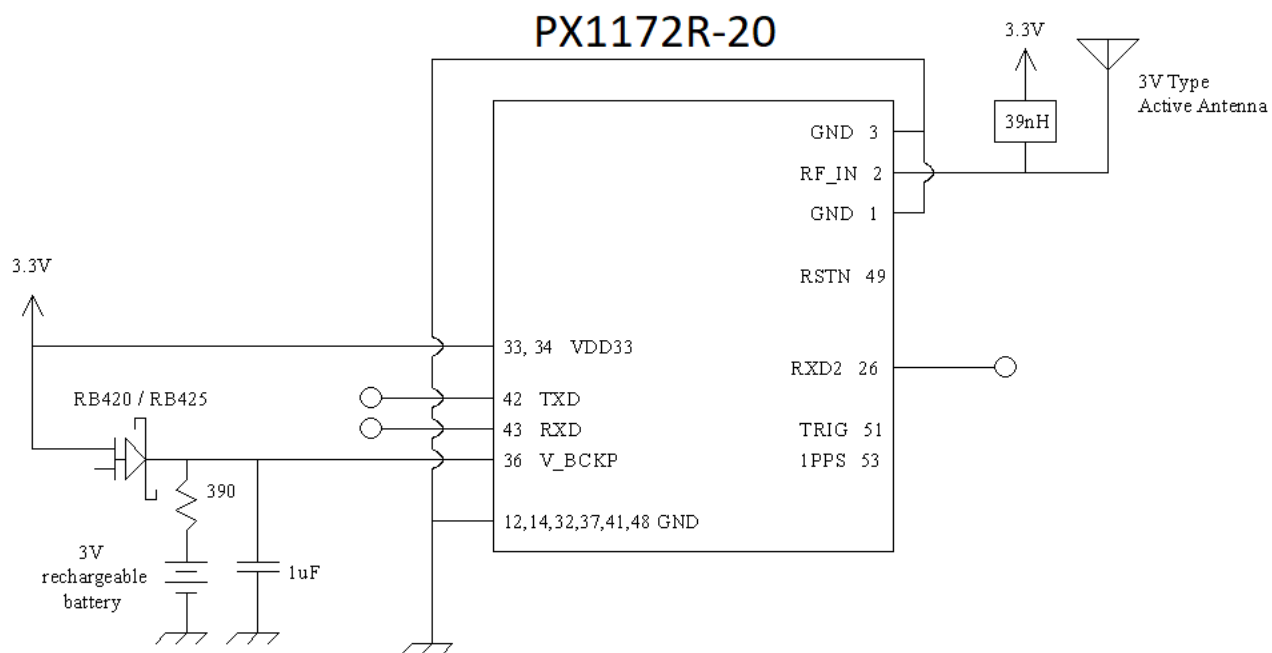 PX1172R-20
3.3V
3V Type
Active Antenna
39nH
GND 3
RF_IN 2
GND 1
RSTN 49
3.3V
33, 34 VDD33
RXD2 26
RB420 / RB425
42 TXD
43 RXD
TRIG 51
36 V_BCKP
1PPS 53
390
12,14,32,37,41,48 GND
3V
rechargeable
battery
1uF